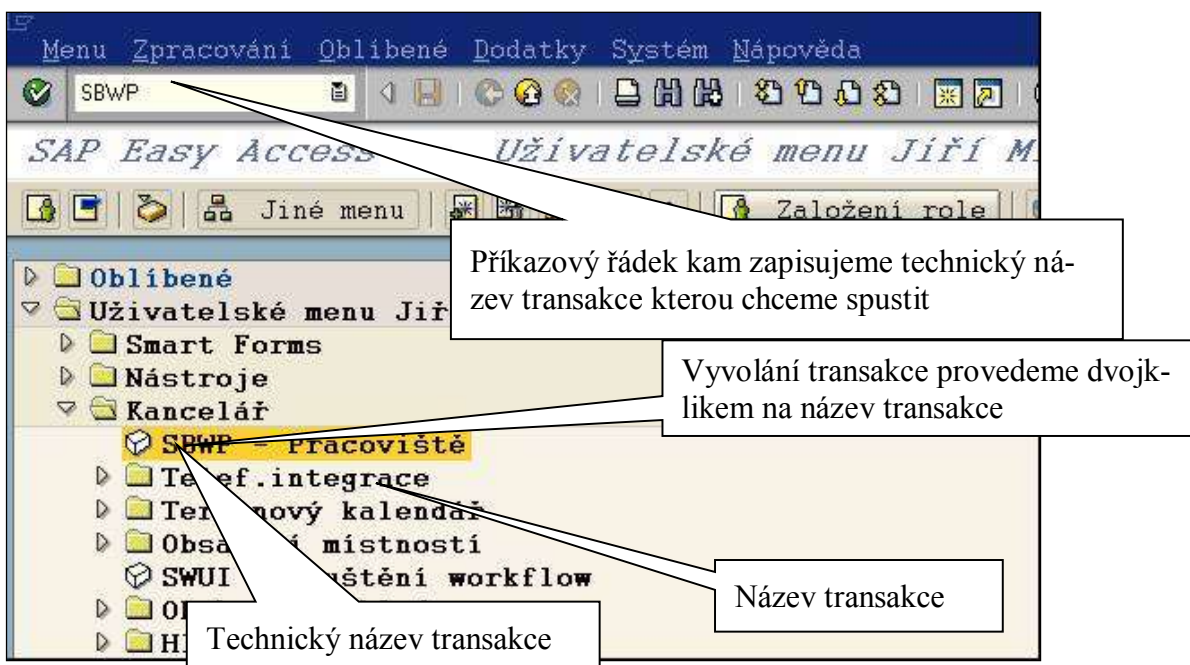 Menu Zpracování Oblíbené Dodatky Systém Nápověda
SBWP
SAP Easy Access Uživatelské menu Jiří
Jiné menu Založení role
Příkazový řádek kam zapisujeme technický ná-
zev transakce kterou chceme spustit
Oblíbené
Uživatelské menu
Smart Forms
Vyvolání transakce provedeme dvojk-
likem na název transakce
Nástroje
Kancelář
SBWP - Pracoviště
Telef.integrace
kalendář
místností
SWUI workflow
Název transakce
Technický název transakce